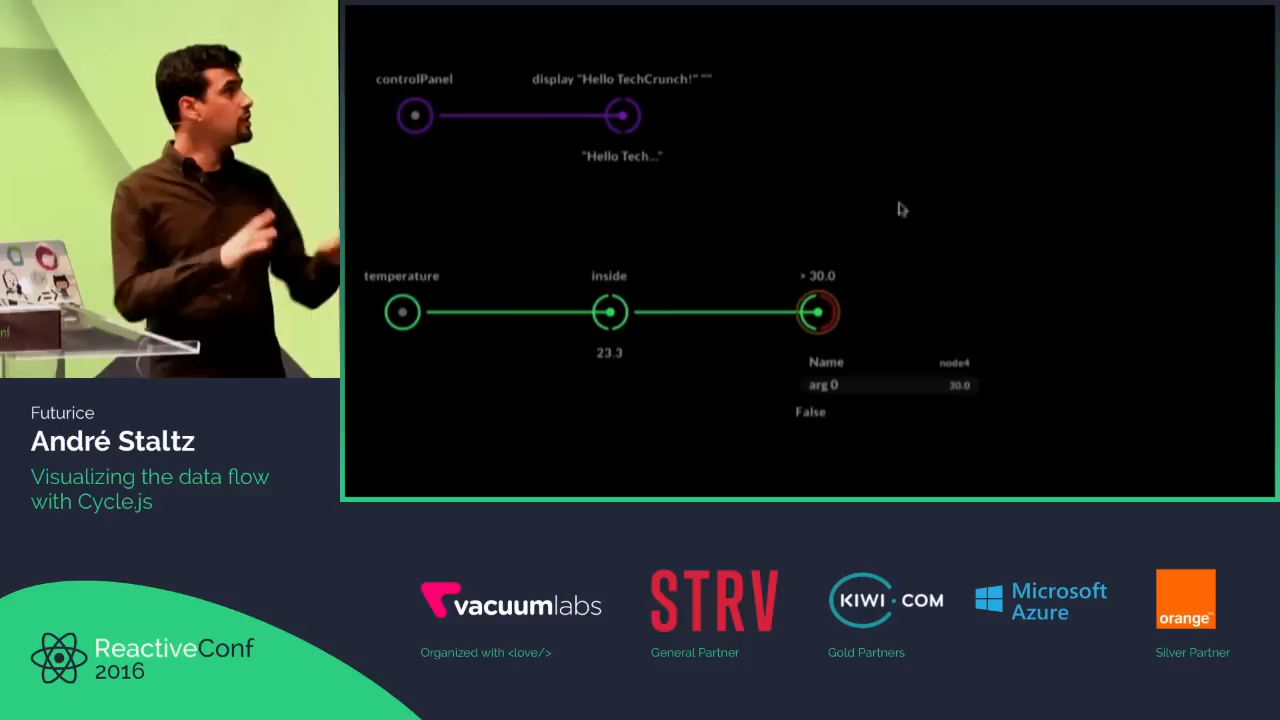 controlPanel
display "Hello TechCrunch!" ""
"Hello Tech..."
temperature
inside
> 30.0
23.3
Name node4
arg 0 30.0
False
nl
Futurice
André Staltz
Visualizing the data flow
with Cycle.js
vacuumlabs
STRV
KIWI.COM
Microsoft
Azure
orange™
Organized with <love/>
General Partner
Gold Partners
Silver Partner
ReactiveConf
2016